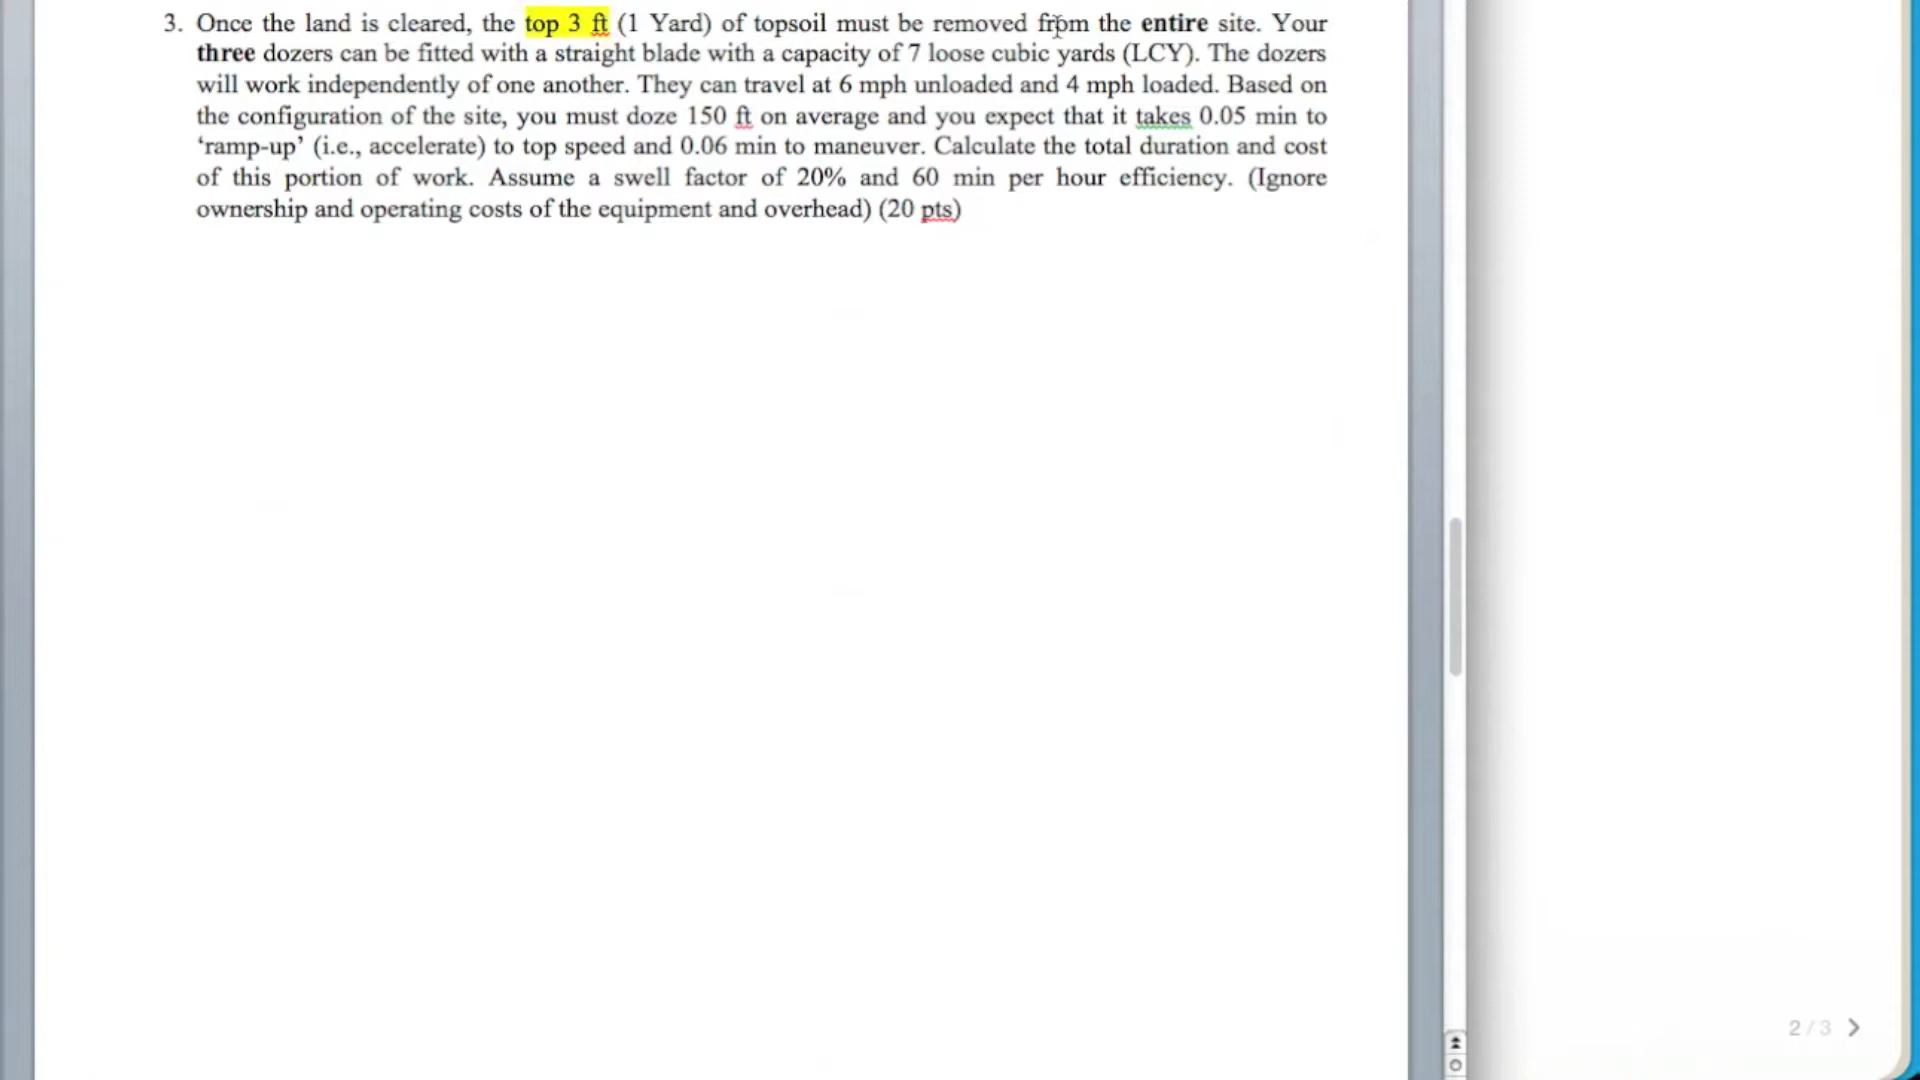 3. Once the land is cleared, the top 3 ft (1 Yard) of topsoil must be removed from the entire site. Your
three dozers can be fitted with a straight blade with a capacity of 7 loose cubic yards (LCY). The dozers
will work independently of one another. They can travel at 6 mph unloaded and 4 mph loaded. Based on
the configuration of the site, you must doze 150 ft on average and you expect that it takes 0.05 min to
‘ramp-up’ (i.e., accelerate) to top speed and 0.06 min to maneuver. Calculate the total duration and cost
of this portion of work. Assume a swell factor of 20% and 60 min per hour efficiency. (Ignore
ownership and operating costs of the equipment and overhead) (20 pts)
2 / 3